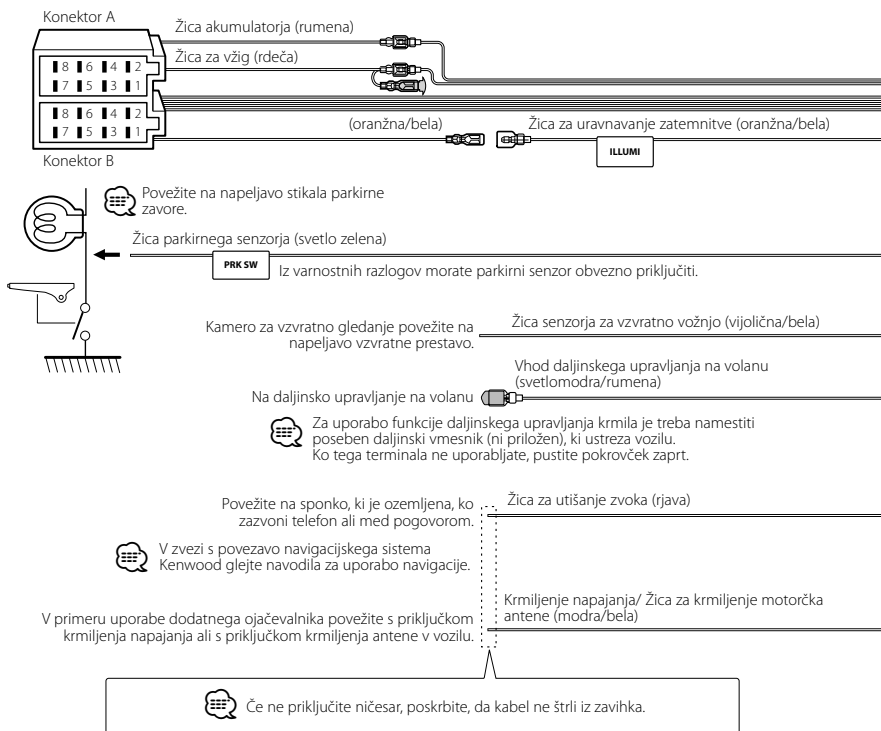 Konektor A
Žica akumulatorja (rumena)
Žica za vžig (rdeča)
8 6 4 2
7 5 3 1
8 6 4 2
7 5 3 1
(oranžna/bela)
Žica za uravnavanje zatemnitve (oranžna/bela)
ILLUMI
Konektor B
Povežite na napeljavo stikala parkirne
zavore.
Žica parkirnega senzorja (svetlo zelena)
PRK SW
Iz varnostnih razlogov morate parkirni senzor obvezno priključiti.
Kamero za vzvratno gledanje povežite na
napeljavo vzvratne prestavo.
Žica senzorja za vzvratno vožnjo (vijolična/bela)
Vhod daljinskega upravljanja na volanu
(svetlomodra/rumena)
Na daljinsko upravljanje na volanu
Za uporabo funkcije daljinskega upravljanja krmila je treba namestiti
poseben daljinski vmesnik (ni priložen), ki ustreza vozilu.
Ko tega terminala ne uporabljate, pustite pokrovček zaprt.
Povežite na sponko, ki je ozemljena, ko
zazvoni telefon ali med pogovorom.
Žica za utišanje zvoka (rjava)
V zvezi s povezavo navigacijskega sistema
Kenwood glejte navodila za uporabo navigacije.
Krmiljenje napajanja/ Žica za krmiljenje motorčka
antene (modra/bela)
V primeru uporabe dodatnega ojačevalnika povežite s priključkom
krmiljenja napajanja ali s priključkom krmiljenja antene v vozilu.
Če ne priključite ničesar, poskrbite, da kabel ne štrli iz zavihka.